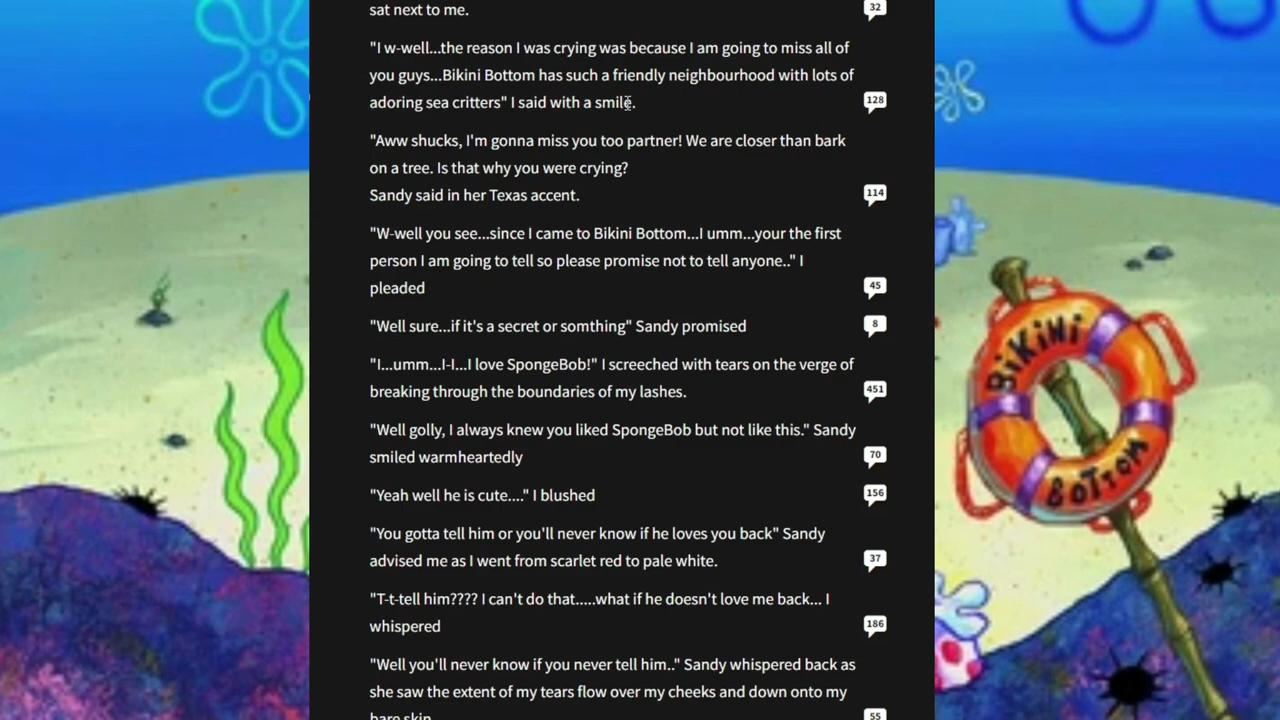 sat next to me.
32
"I w-well...the reason I was crying was because I am going to miss all of
you guys...Bikini Bottom has such a friendly neighbourhood with lots of
adoring sea critters" I said with a smile.
128
"Aww shucks, I'm gonna miss you too partner! We are closer than bark
on a tree. Is that why you were crying?
Sandy said in her Texas accent.
114
"W-well you see...since I came to Bikini Bottom...I umm...your the first
person I am going to tell so please promise not to tell anyone.." I
pleaded
45
"Well sure...if it's a secret or somthing" Sandy promised
8
"I...umm...I-I...I love SpongeBob!" I screeched with tears on the verge of
breaking through the boundaries of my lashes.
451
"Well golly, I always knew you liked SpongeBob but not like this." Sandy
smiled warmheartedly
70
"Yeah well he is cute...." I blushed
156
"You gotta tell him or you'll never know if he loves you back" Sandy
advised me as I went from scarlet red to pale white.
37
"T-t-tell him???? I can't do that.....what if he doesn't love me back... I
whispered
186
"Well you'll never know if you never tell him.." Sandy whispered back as
she saw the extent of my tears flow over my cheeks and down onto my
bare skin
55
BIKINI
BOTTOM